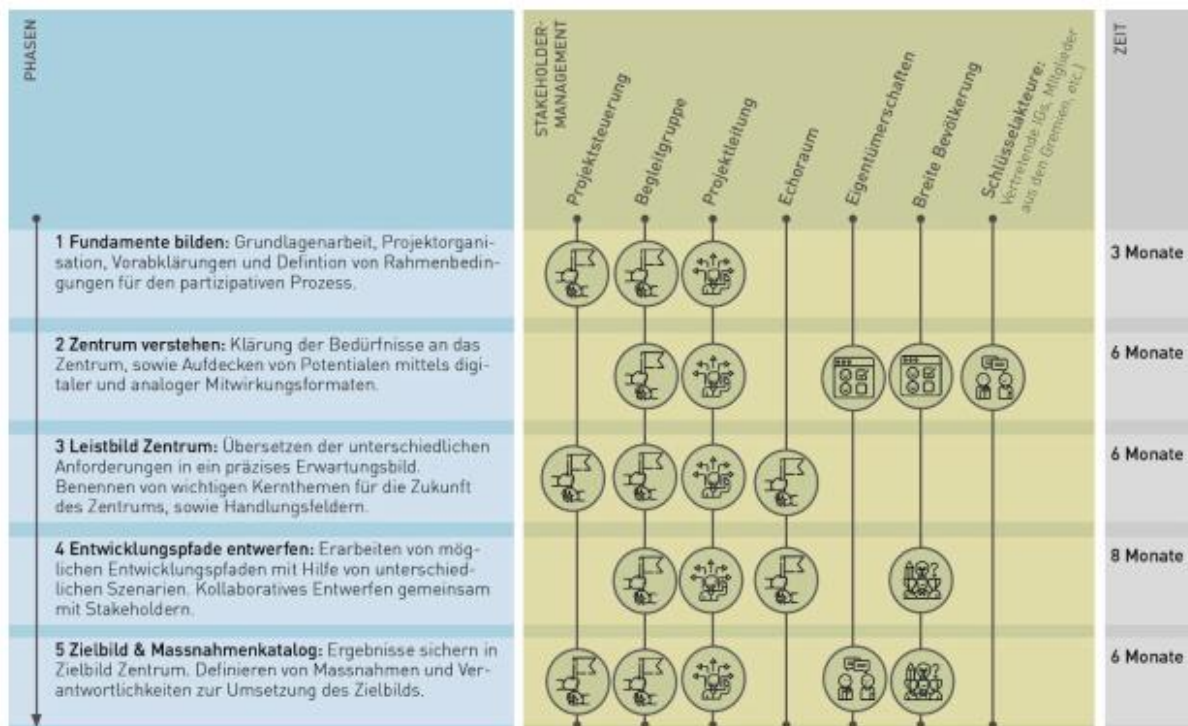 PHASEN
STAKEHOLDER-
MANAGEMENT
Projektsteuerung
Begleitgruppe
Projektleitung
Echoraum
Eigentümerschaften
Breite Bevölkerung
Schlüsselakteure:
Vertretende IGs, Mitglieder
aus den Gremien, etc.)
ZEIT
1 Fundamente bilden: Grundlagenarbeit, Projektorgani-
sation, Vorabklärungen und Defintion von Rahmenbedin-
gungen für den partizipativen Prozess.
3 Monate
2 Zentrum verstehen: Klärung der Bedürfnisse an das
Zentrum, sowie Aufdecken von Potentialen mittels digi-
taler und analoger Mitwirkungsformaten.
6 Monate
3 Leistbild Zentrum: Übersetzen der unterschiedlichen
Anforderungen in ein präzises Erwartungsbild.
Benennen von wichtigen Kernthemen für die Zukunft
des Zentrums, sowie Handlungsfeldern.
6 Monate
4 Entwicklungspfade entwerfen: Erarbeiten von mög-
lichen Entwicklungspfaden mit Hilfe von unterschied-
lichen Szenarien. Kollaboratives Entwerfen gemeinsam
mit Stakeholdern.
8 Monate
5 Zielbild & Massnahmenkatalog: Ergebnisse sichern in
Zielbild Zentrum. Definieren von Massnahmen und Ver-
antwortlichkeiten zur Umsetzung des Zielbilds.
6 Monate